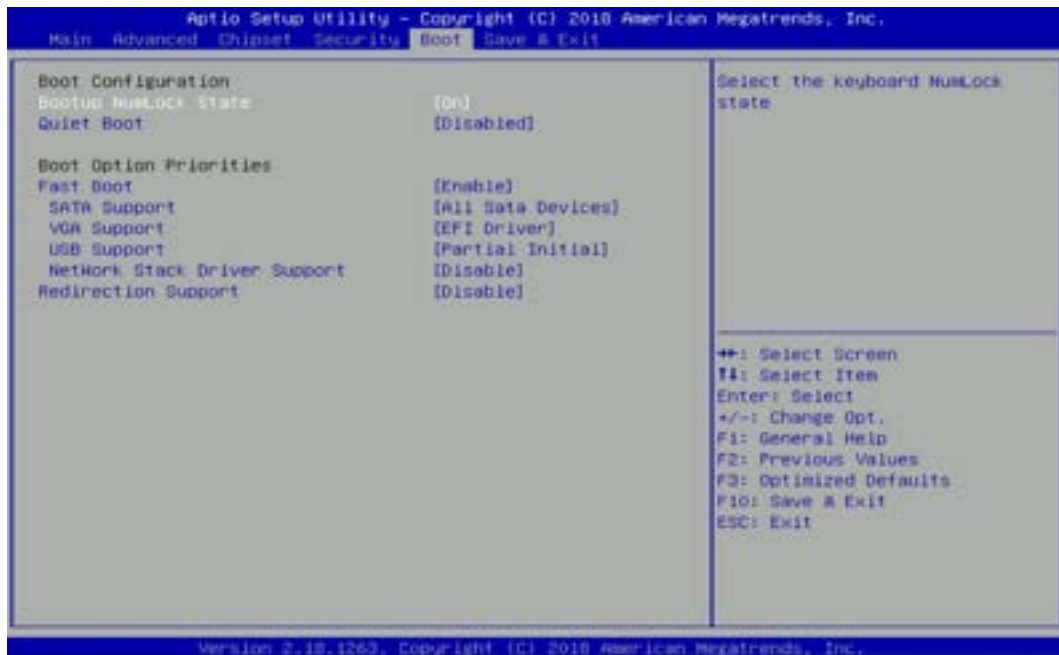 Aptio Setup Utility – Copyright (C) 2018 American Megatrends, Inc.
Main Advanced Chipset Security Boot Save & Exit
Boot Configuration
Bootup NumLock State [On]
Quiet Boot [Disabled]
Boot Option Priorities
Fast Boot [Enable]
SATA Support [All Sata Devices]
VGA Support [EFI Driver]
USB Support [Partial Initial]
NetWork Stack Driver Support [Disable]
Redirection Support [Disable]
Select the keyboard NumLock
state
→←: Select Screen
↑↓: Select Item
Enter: Select
+/-: Change Opt.
F1: General Help
F2: Previous Values
F3: Optimized Defaults
F10: Save & Exit
ESC: Exit
Version 2.18.1263. Copyright (C) 2018 American Megatrends, Inc.